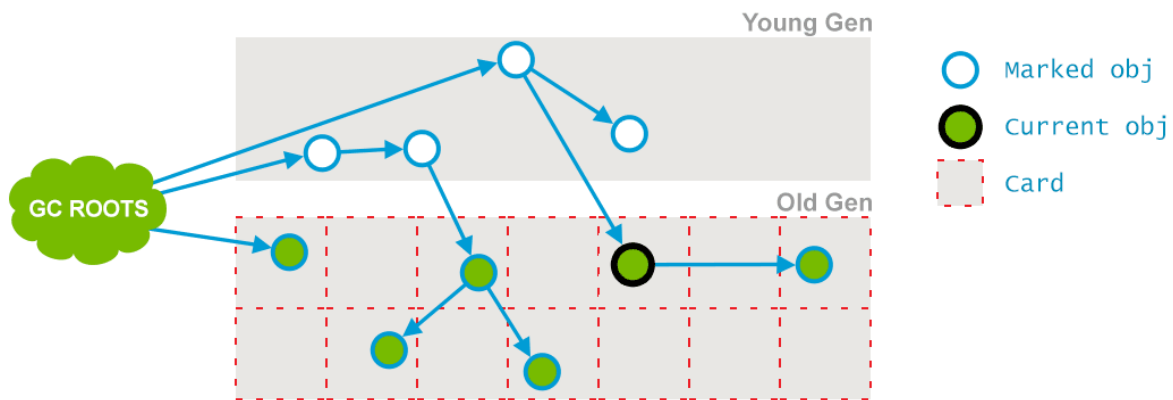 Young Gen
Marked obj
Current obj
GC ROOTS
Old Gen
Card